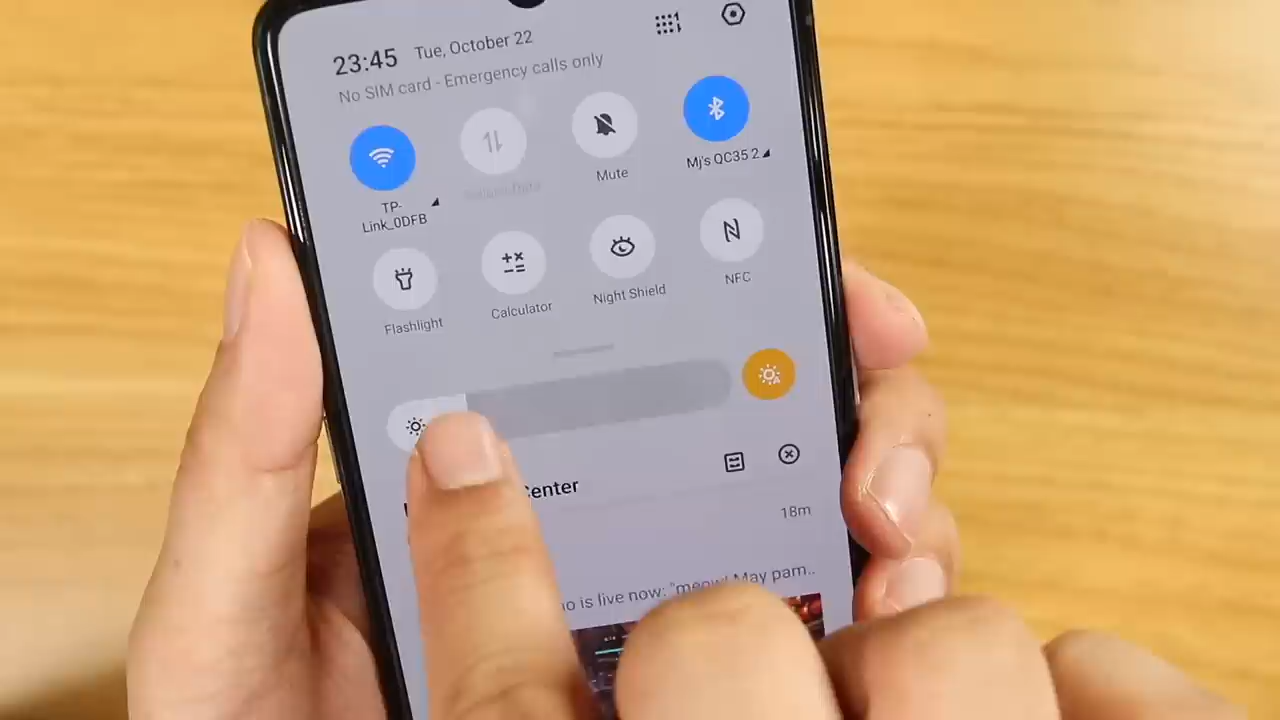 23:45 Tue, October 22
No SIM card - Emergency calls only
TP-
Link_0DFB
Mute
Mj's QC35 2
Flashlight
Calculator
Night Shield
NFC
Center
18m
is live now: "meow! May pam..